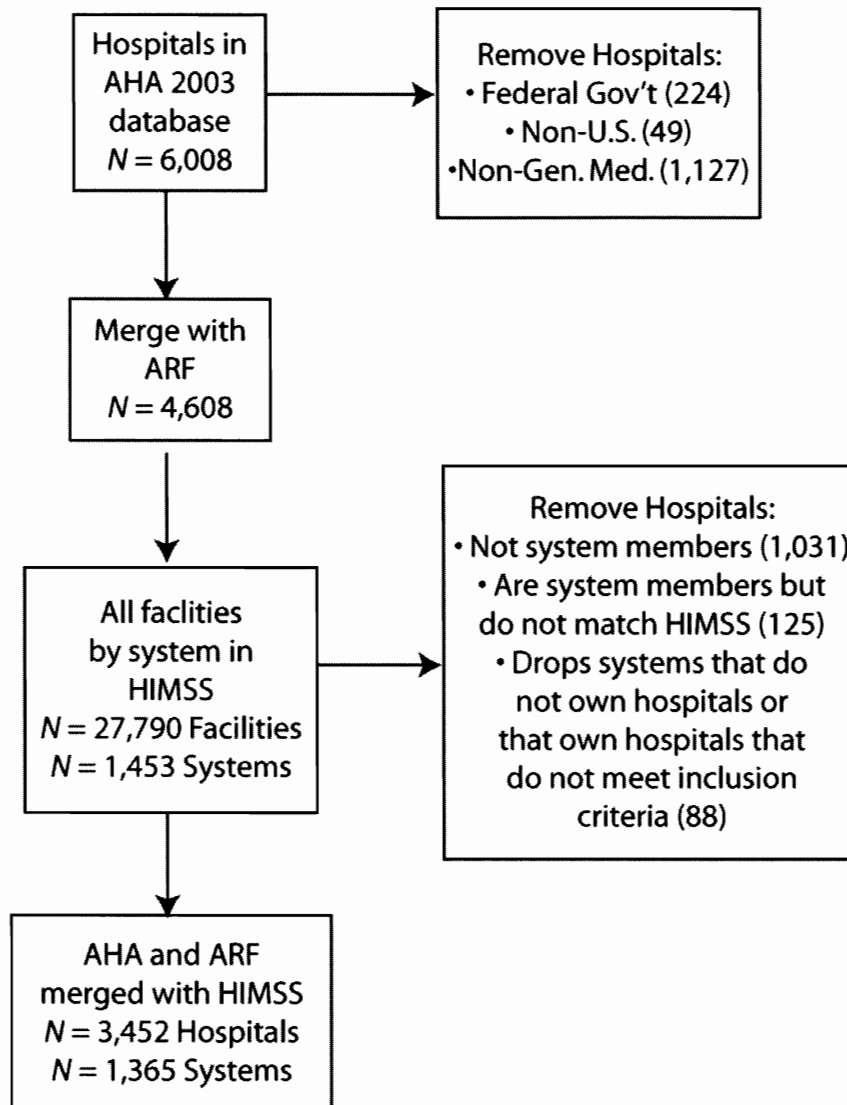 Hospitals in
AHA 2003
database
N = 6,008
Remove Hospitals:
• Federal Gov't (224)
• Non-U.S. (49)
•Non-Gen. Med. (1,127)
Merge with
ARF
N = 4,608
All faclities
by system in
HIMSS
N = 27,790 Facilities
N = 1,453 Systems
Remove Hospitals:
• Not system members (1,031)
• Are system members but
do not match HIMSS (125)
• Drops systems that do
not own hospitals or
that own hospitals that
do not meet inclusion
criteria (88)
AHA and ARF
merged with HIMSS
N = 3,452 Hospitals
N = 1,365 Systems